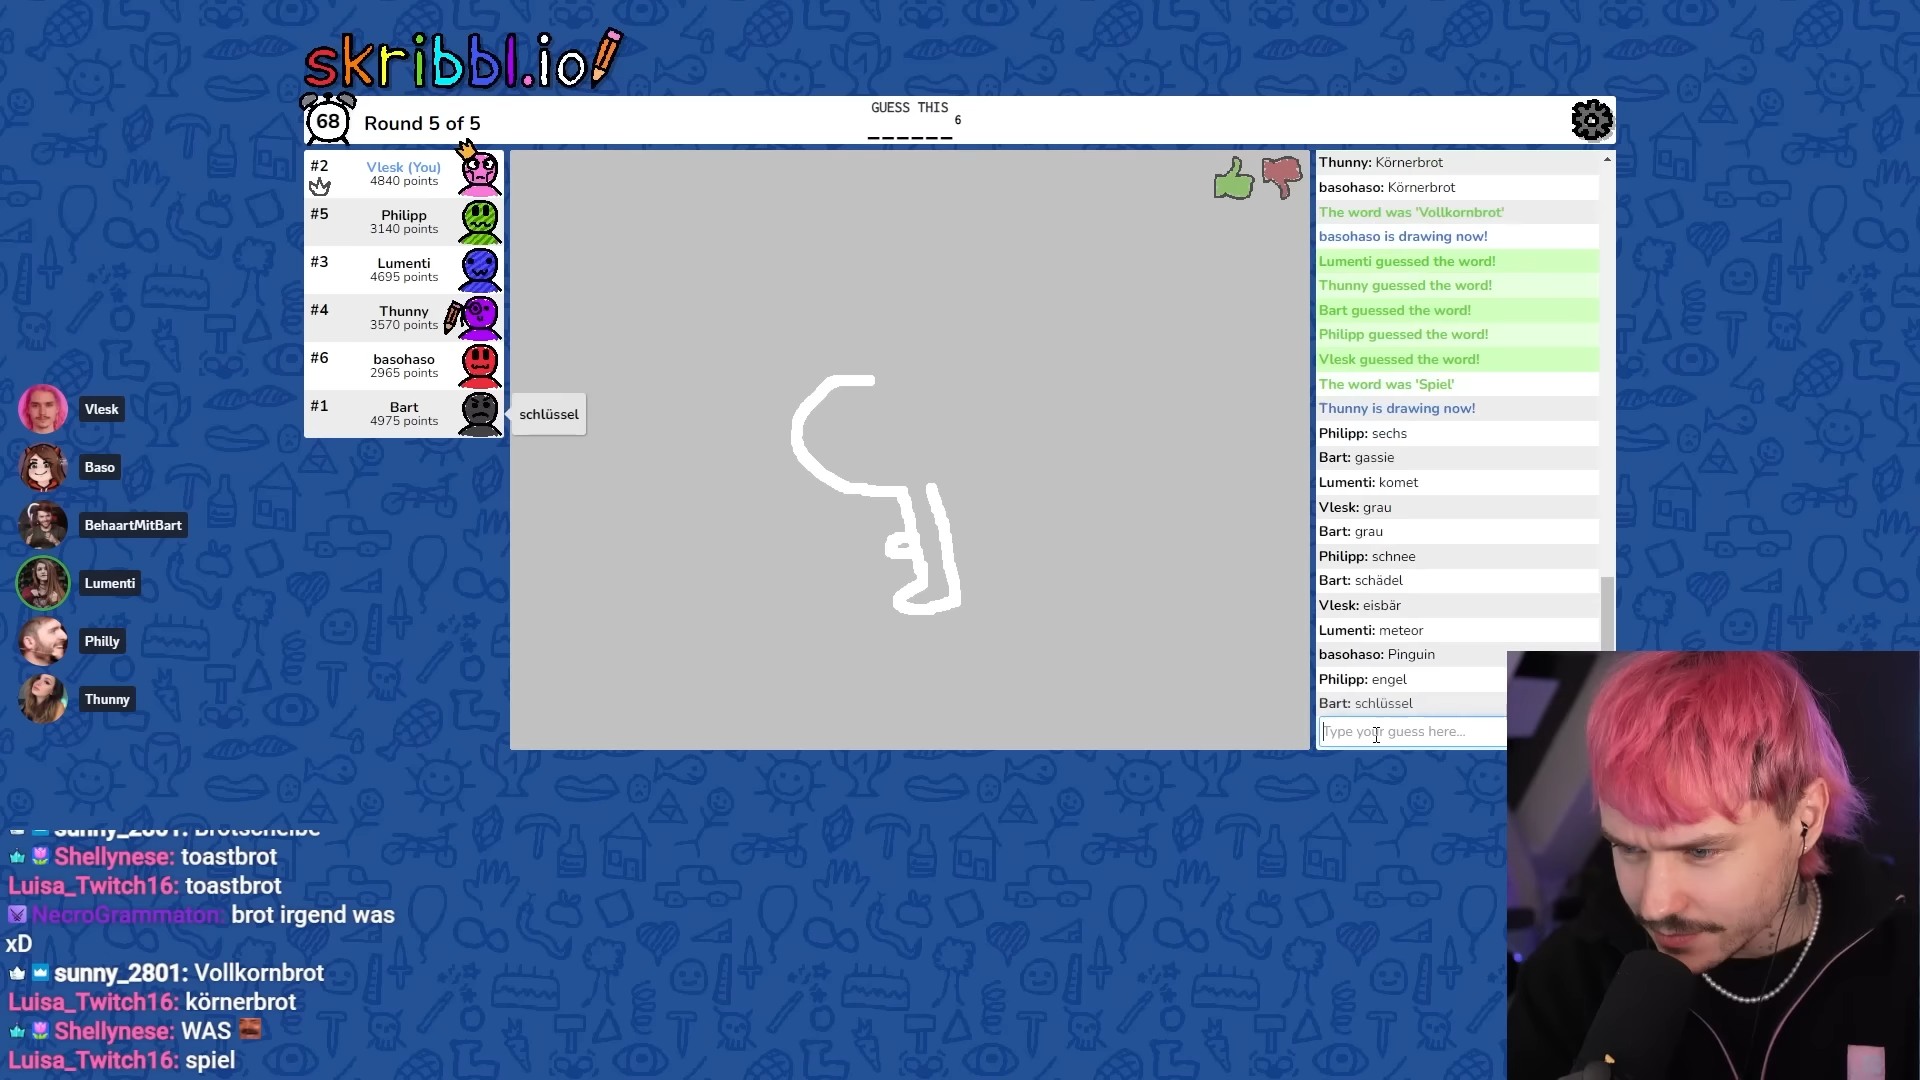 skribbl.io
68
Round 5 of 5
GUESS THIS
______ 6
#2
Vlesk (You)
4840 points
#5
Philipp
3140 points
#3
Lumenti
4695 points
#4
Thunny
3570 points
#6
basohaso
2965 points
#1
Bart
4975 points
schlüssel
Thunny: Körnerbrot
basohaso: Körnerbrot
The word was 'Vollkornbrot'
basohaso is drawing now!
Lumenti guessed the word!
Thunny guessed the word!
Bart guessed the word!
Philipp guessed the word!
Vlesk guessed the word!
The word was 'Spiel'
Thunny is drawing now!
Philipp: sechs
Bart: gassie
Lumenti: komet
Vlesk: grau
Bart: grau
Philipp: schnee
Bart: schädel
Vlesk: eisbär
Lumenti: meteor
basohaso: Pinguin
Philipp: engel
Bart: schlüssel
Type your guess here...
Vlesk
Baso
BehaartMitBart
Lumenti
Philly
Thunny
sunny_2801: Brotscheibe
Shellynese: toastbrot
Luisa_Twitch16: toastbrot
NecroGrammaton: brot irgend was
xD
sunny_2801: Vollkornbrot
Luisa_Twitch16: körnerbrot
Shellynese: WAS
Luisa_Twitch16: spiel